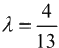 λ = 4/13